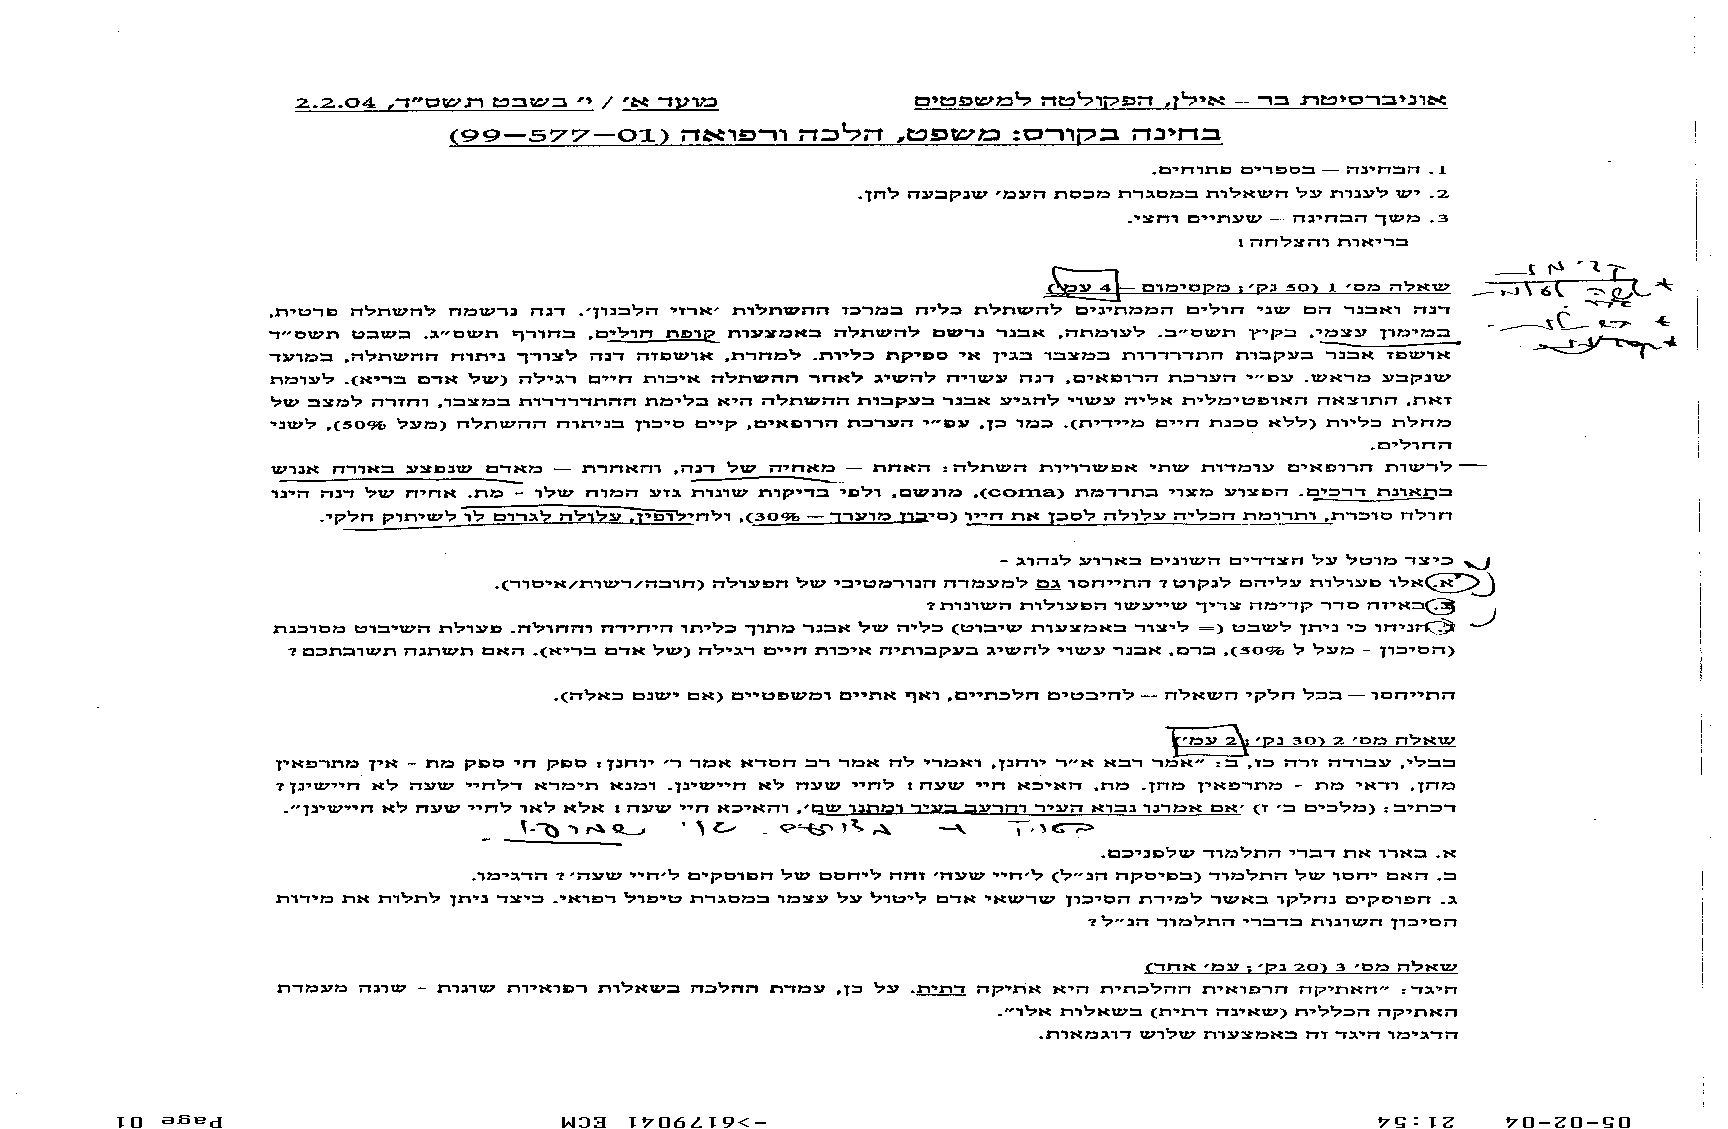 אוניברסיטת בר – אילן, הפקולטה למשפטים מועד א' / י' בשבט תשס"ד, 2.2.04
בחינה בקורס: משפט, הלכה ורפואה (99-577-01)
1. הבחינה – בספרים פתוחים.
2. יש לענות על השאלות במסגרת מכסת העמ' שנקבעה להן.
3. משך הבחינה – שעתיים וחצי.
בריאות והצלחה!
שאלה מס' 1 (50 נק'; מקסימום – 4 עמ')
דנה ואבנר הם שני חולים הממתינים להשתלת כליה במרכז ההשתלות 'ארזי הלבנון'. דנה נרשמה להשתלה פרטית,
במימון עצמי, בקיץ תשס"ב. לעומתה, אבנר נרשם להשתלה באמצעות קופת חולים, בחורף תשס"ג. בשבט תשס"ד
אושפז אבנר בעקבות התדרדרות במצבו בגין אי ספיקת כליות. למחרת, אושפזה דנה לצורך ניתוח ההשתלה, במועד
שנקבע מראש. עפ"י הערכת הרופאים, דנה עשויה להשיג לאחר ההשתלה איכות חיים רגילה (של אדם בריא). לעומת
זאת, התוצאה האופטימלית אליה עשוי להגיע אבנר בעקבות ההשתלה היא בלימת ההתדרדרות במצבו, וחזרה למצב של
מחלת כליות (ללא סכנת חיים מיידית). כמו כן, עפ"י הערכת הרופאים, קיים סיכון בניתוח ההשתלה (מעל 50%), לשני
החולים.
לרשות הרופאים עומדות שתי אפשרויות השתלה: האחת – מאחיה של דנה, והאחרת – מאדם שנפצע באורח אנוש
בתאונת דרכים. הפצוע מצוי בתרדמת (coma), מונשם, ולפי בדיקות שונות גזע המוח שלו - מת. אחיה של דנה הינו
חולה סוכרת, ותרומת הכליה עלולה לסכן את חייו (סיכון מוערך – 30%), ולחילופין, עלולה לגרום לו לשיתוק חלקי.
כיצד מוטל על הצדדים השונים בארוע לנהוג -
א. אלו פעולות עליהם לנקוט? התייחסו גם למעמדה הנורמטיבי של הפעולה (חובה/רשות/איסור).
ב. באיזה סדר קדימה צריך שייעשו הפעולות השונות?
ג. הניחו כי ניתן לשבט (= ליצור באמצעות שיבוט) כליה של אבנר מתוך כליתו היחידה והחולה. פעולת השיבוט מסוכנת
(הסיכון - מעל ל 50%), ברם, אבנר עשוי להשיג בעקבותיה איכות חיים רגילה (של אדם בריא). האם תשתנה תשובתכם?
התייחסו – בכל חלקי השאלה – להיבטים הלכתיים, ואף אתיים ומשפטיים (אם ישנם כאלה).
שאלה מס' 2 (30 נק'; 2 עמ')
בבלי, עבודה זרה כז, ב: "אמר רבא א"ר יוחנן, ואמרי לה אמר רב חסדא אמר ר' יוחנן: ספק חי ספק מת - אין מתרפאין
מהן, ודאי מת - מתרפאין מהן. מת, האיכא חיי שעה! לחיי שעה לא חיישינן. ומנא תימרא דלחיי שעה לא חיישינן?
דכתיב: (מלכים ב' ז) 'אם אמרנו נבוא העיר והרעב בעיר ומתנו שם', והאיכא חיי שעה! אלא לאו לחיי שעה לא חיישינן".
א. בארו את דברי התלמוד שלפניכם.
ב. האם יחסו של התלמוד (בפיסקה הנ"ל) ל'חיי שעה' זהה ליחסם של הפוסקים ל'חיי שעה'? הדגימו.
ג. הפוסקים נחלקו באשר למידת הסיכון שרשאי אדם ליטול על עצמו במסגרת טיפול רפואי. כיצד ניתן לתלות את מידות
הסיכון השונות בדברי התלמוד הנ"ל?
שאלה מס' 3 (20 נק'; עמ' אחד)
היגד: "האתיקה הרפואית ההלכתית היא אתיקה דתית. על כן, עמדת ההלכה בשאלות רפואיות שונות - שונה מעמדת
האתיקה הכללית (שאינה דתית) בשאלות אלו".
הדגימו היגד זה באמצעות שלוש דוגמאות.
05-02-04 21:54 ->6179041 ECM Page 01